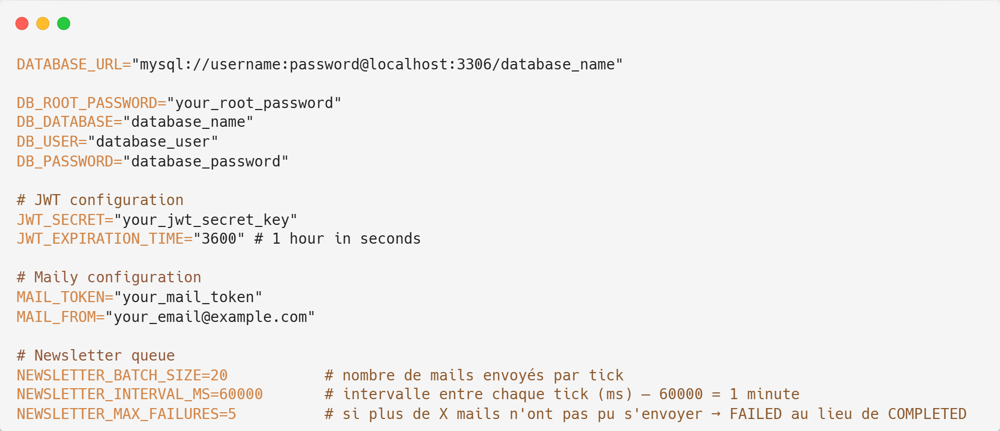 DATABASE_URL="mysql://username:password@localhost:3306/database_name"
DB_ROOT_PASSWORD="your_root_password"
DB_DATABASE="database_name"
DB_USER="database_user"
DB_PASSWORD="database_password"
# JWT configuration
JWT_SECRET="your_jwt_secret_key"
JWT_EXPIRATION_TIME="3600" # 1 hour in seconds
# Maily configuration
MAIL_TOKEN="your_mail_token"
MAIL_FROM="your_email@example.com"
# Newsletter queue
NEWSLETTER_BATCH_SIZE=20 # nombre de mails envoyés par tick
NEWSLETTER_INTERVAL_MS=60000 # intervalle entre chaque tick (ms) — 60000 = 1 minute
NEWSLETTER_MAX_FAILURES=5 # si plus de X mails n'ont pas pu s'envoyer → FAILED au lieu de COMPLETED